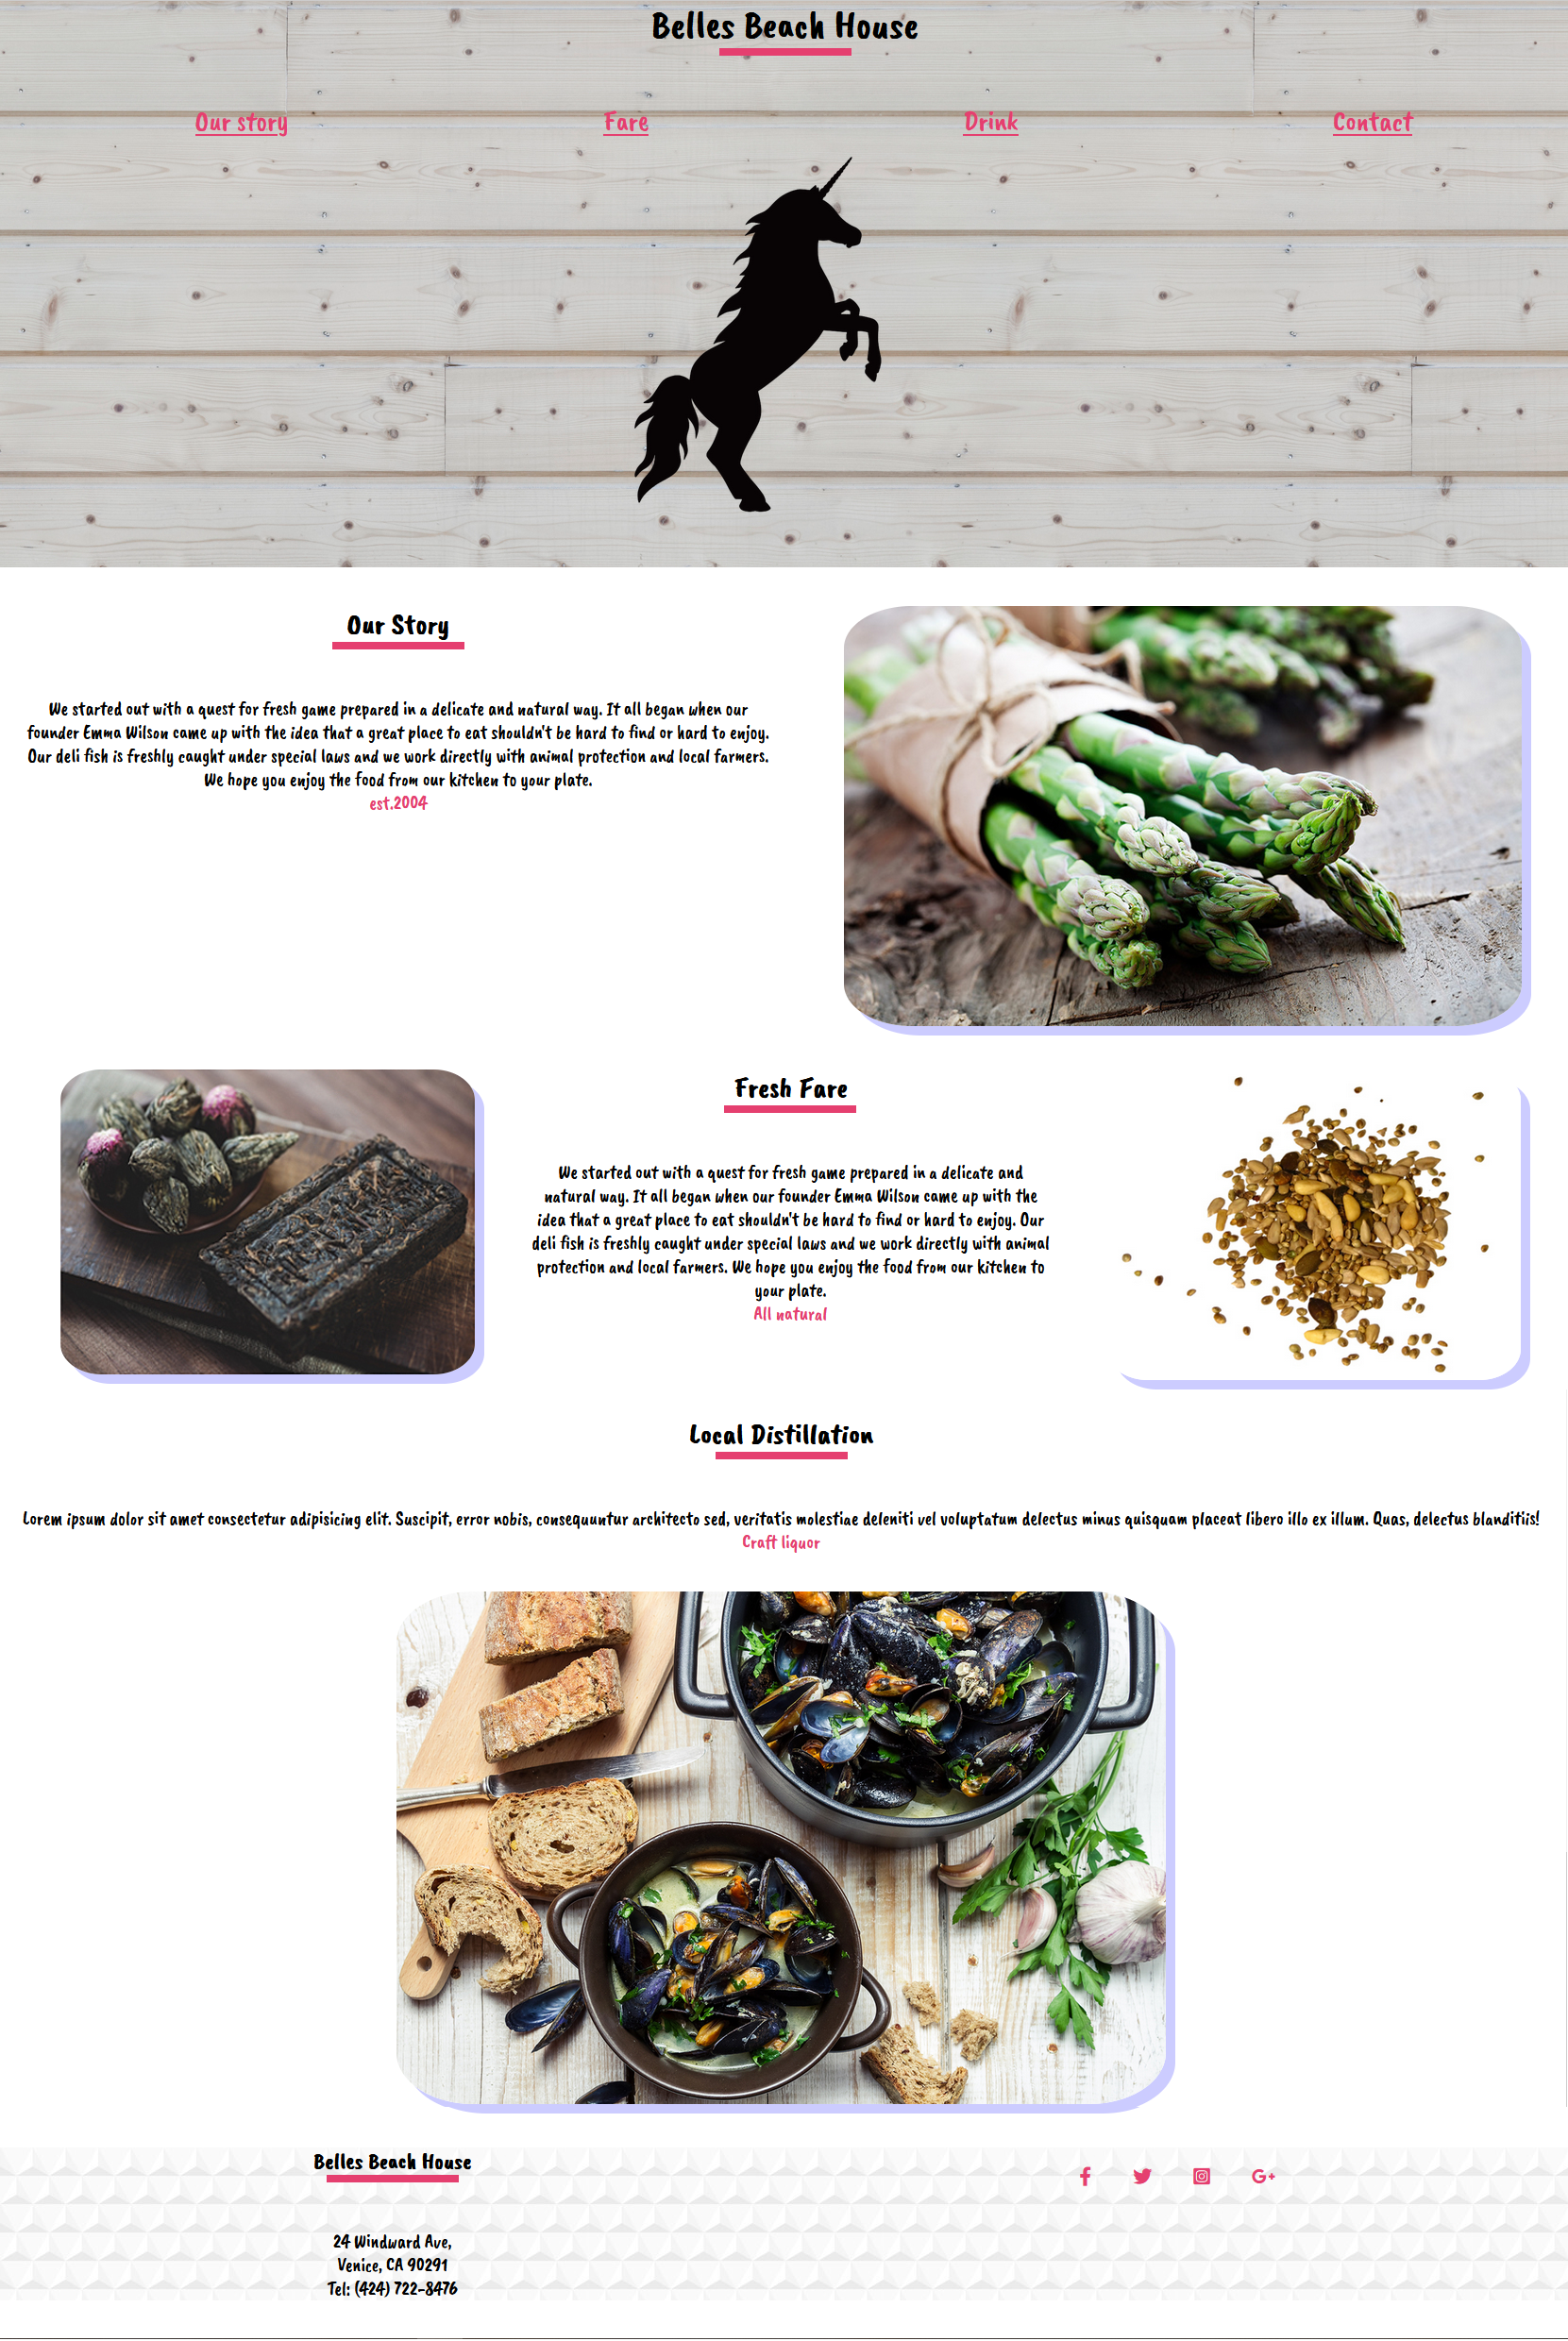 Belles Beach House
Our story
Fare
Drink
Contact
Our Story
We started out with a quest for fresh game prepared in a delicate and natural way. It all began when our
founder Emma Wilson came up with the idea that a great place to eat shouldn't be hard to find or hard to enjoy.
Our deli fish is freshly caught under special laws and we work directly with animal protection and local farmers.
We hope you enjoy the food from our kitchen to your plate.
est.2004
Fresh Fare
We started out with a quest for fresh game prepared in a delicate and
natural way. It all began when our founder Emma Wilson came up with the
idea that a great place to eat shouldn't be hard to find or hard to enjoy. Our
deli fish is freshly caught under special laws and we work directly with animal
protection and local farmers. We hope you enjoy the food from our kitchen to
your plate.
All natural
Local Distillation
Lorem ipsum dolor sit amet consectetur adipisicing elit. Suscipit, error nobis, consequuntur architecto sed, veritatis molestiae deleniti vel voluptatum delectus minus quisquam placeat libero illo ex illum. Quas, delectus blanditiis!
Craft liquor
Belles Beach House
24 Windward Ave,
Venice, CA 90291
Tel: (424) 722-8476